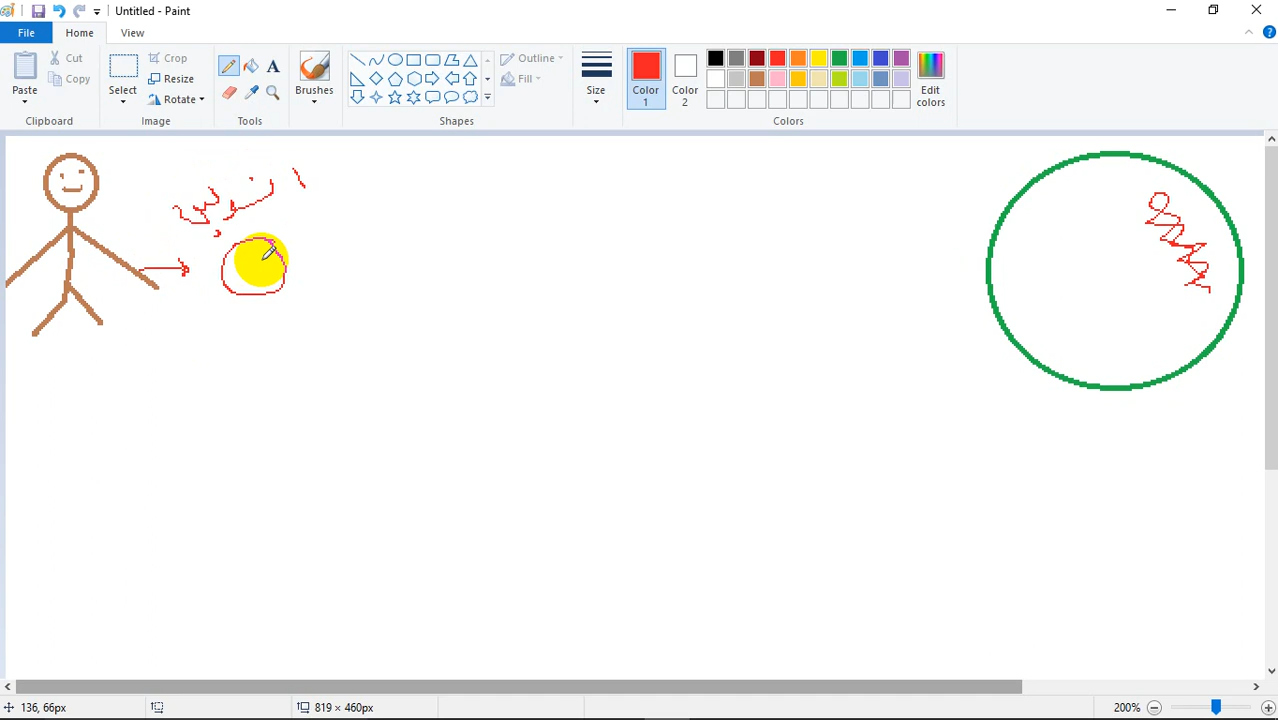 Untitled - Paint
File
Home
View
Paste
Cut
Copy
Clipboard
Select
Crop
Resize
Rotate
Image
A
Tools
Brushes
Shapes
Outline
Fill
Size
Color 1
Color 2
Edit colors
Colors
136, 66px
819 × 460px
200%